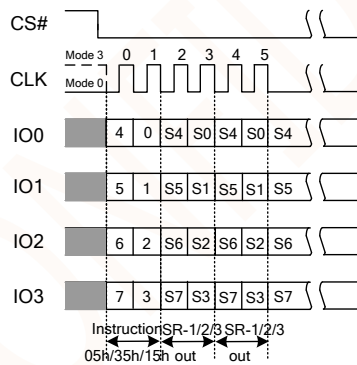 CS#
Mode 3 0 1 2 3 4 5
CLK
Mode 0
IO0 4 0 S4 S0 S4 S0 S4
IO1 5 1 S5 S1 S5 S1 S5
IO2 6 2 S6 S2 S6 S2 S6
IO3 7 3 S7 S3 S7 S3 S7
Instruction SR-1/2/3 SR-1/2/3
05h/35h/15h out out